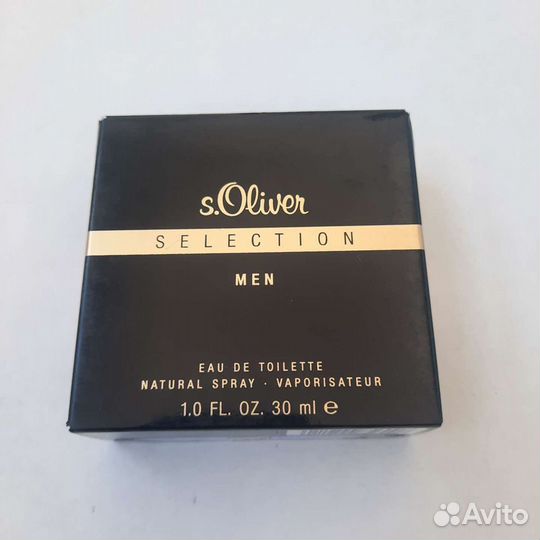 s.Oliver
SELECTION
MEN
EAU DE TOILETTE
NATURAL SPRAY · VAPORISATEUR
1.0 FL. OZ. 30 ml ℮
Avito